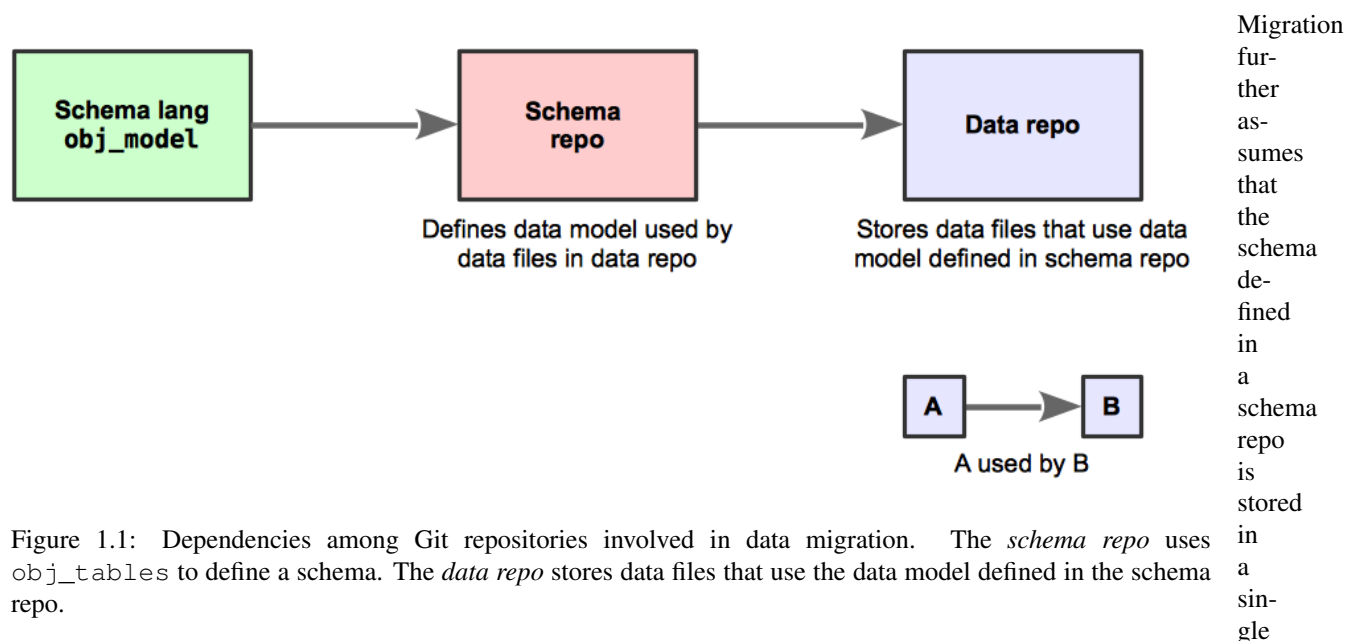 Schema lang
obj_model
Schema
repo
Data repo
Defines data model used by
data files in data repo
Stores data files that use data
model defined in schema repo
A
B
A used by B
Figure 1.1: Dependencies among Git repositories involved in data migration. The schema repo uses
obj_tables to define a schema. The data repo stores data files that use the data model defined in the schema
repo.
Migration
fur-
ther
as-
sumes
that
the
schema
de-
fined
in
a
schema
repo
is
stored
in
a
sin-
gle